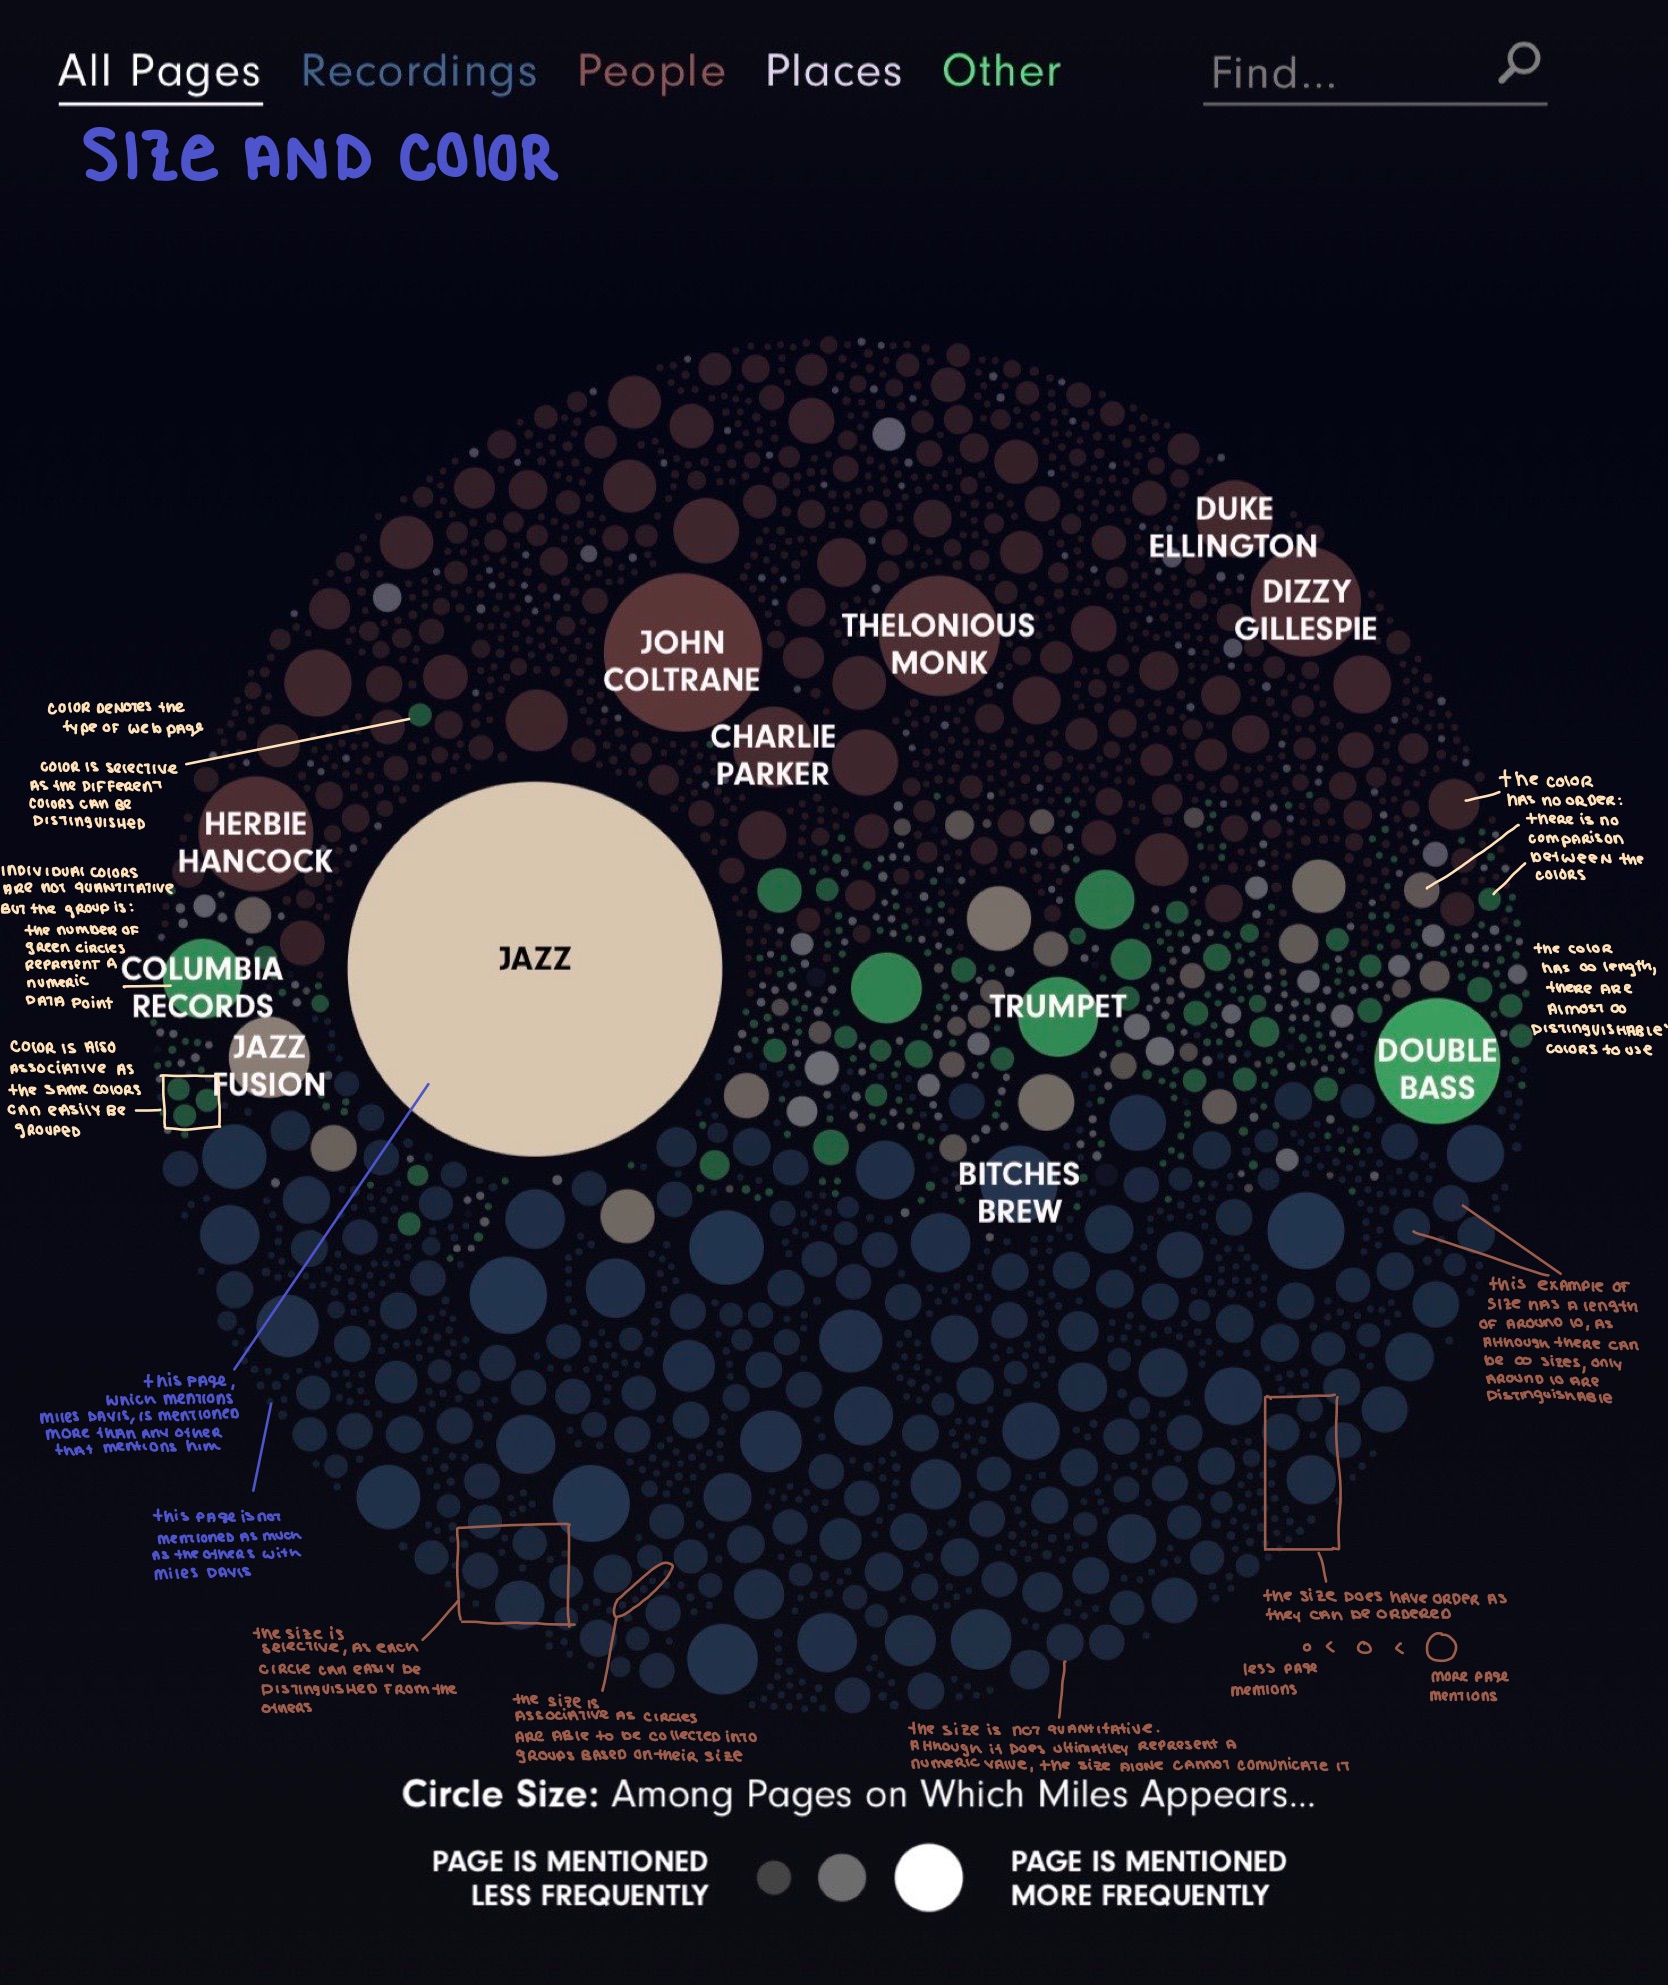 All Pages Recordings People Places Other Find...
SIZe AND COlOR
DUKE
ELLINGTON
DIZZY
GILLESPIE
JOHN
COLTRANE
THELONIOUS
MONK
CHARLIE
PARKER
HERBIE
HANCOCK
JAZZ
COLUMBIA
RECORDS
JAZZ
FUSION
TRUMPET
DOUBLE
BASS
BITCHES
BREW
COlOR DeNOTes the
type OF web page
COlOR IS SeleCTIVE
AS the DIFFERENT
COlORS CAN Be
DISTINgUISHED
INDIVIDUAl COlORS
ARE NOT QUANTITATIVE
BUT the gROUP is:
the NUMBER OF
gReeN CIRCles
RePReSeNT A
NUMERIC
DATA POINT
COlOR IS AlSO
ASSOCIATIVE AS
the SAMe COlORS
CAN eASIlY Be
gROUPED
the COlOR
HAS NO ORDeR:
there is NO
COMPARISON
BetWeeN the
COlORS
the COlOR
HAS ∞ leNgth,
theRe ARe
AlMOST ∞
DISTINgUISHABle
COlORS to USe
this exAMPle OF
SIZe HAS A leNgth
OF AROUND 10, AS
AlthOUgh theRe CAN
be ∞ SIZeS, ONly
AROUND 10 ARe
DISTINgUISHABle
this PAge,
WHICH MeNTIONS
MIleS DAVIS, IS MeNTIONeD
MORe thAN ANY OtheR
thAT MeNTIONS him
this PAge is NOT
MeNTIONeD AS MUCH
AS the OtheRS With
MIleS DAVIS
the SIZe IS
SeleCTIVE, AS eACH
CIRCle CAN eASIlY be
DISTINgUISHeD FROM the
OtheRS
the SIZe IS
ASSOCIATIVE AS CIRCleS
ARe ABle to be COlleCTeD INTO
gROUPS BASeD ON theiR SIZe
the SIZe IS NOT QUANTITATIVE.
AlthOUgh iT DOeS UlTIMATley RePReSeNT A
NUMeRIC VAlUe, the SIZe AlONe CANNOT COMUNICATe IT
the SIZe DOeS HAVe ORDeR AS
they CAN Be ORDeReD
o < O < O
leSS PAge
MeNTIONS
MORe PAge
MeNTIONS
Circle Size: Among Pages on Which Miles Appears...
PAGE IS MENTIONED
LESS FREQUENTLY
PAGE IS MENTIONED
MORE FREQUENTLY